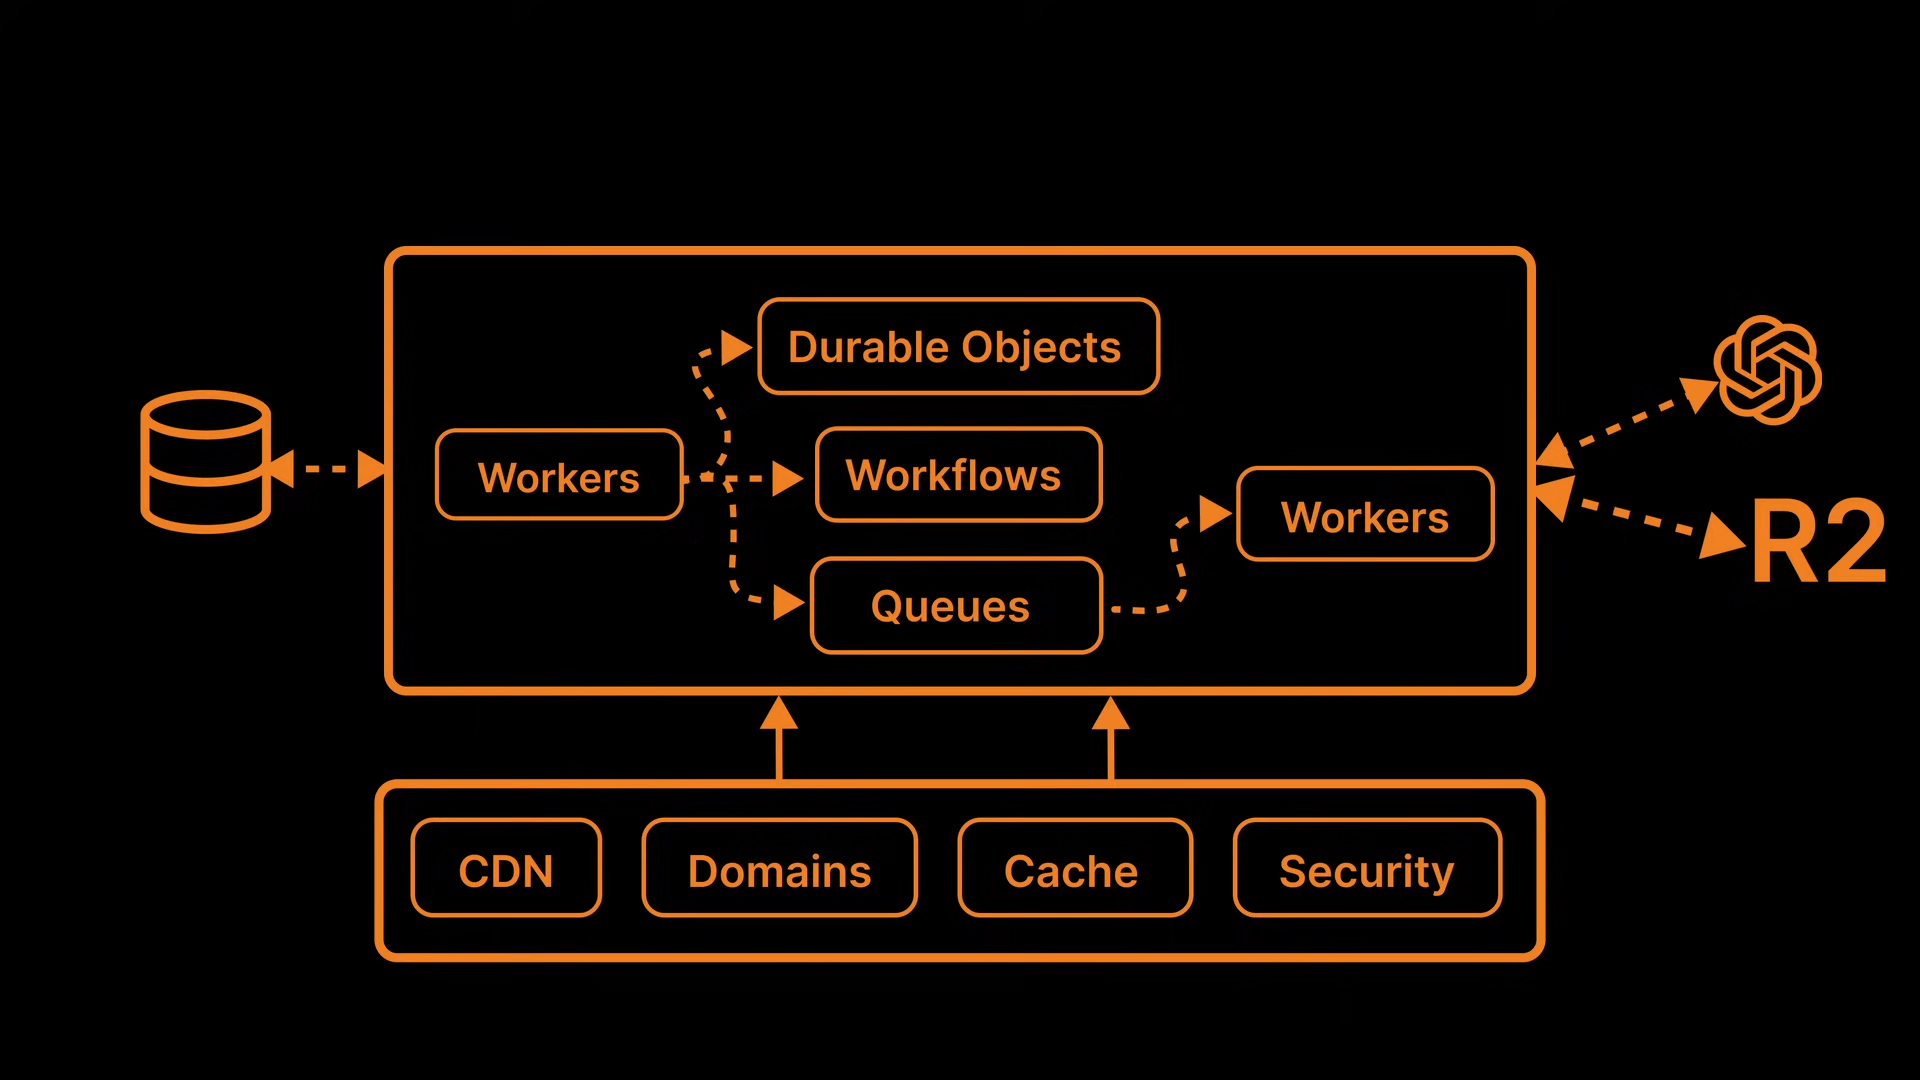 Durable Objects
Workers
Workflows
Queues
Workers
R2
CDN
Domains
Cache
Security